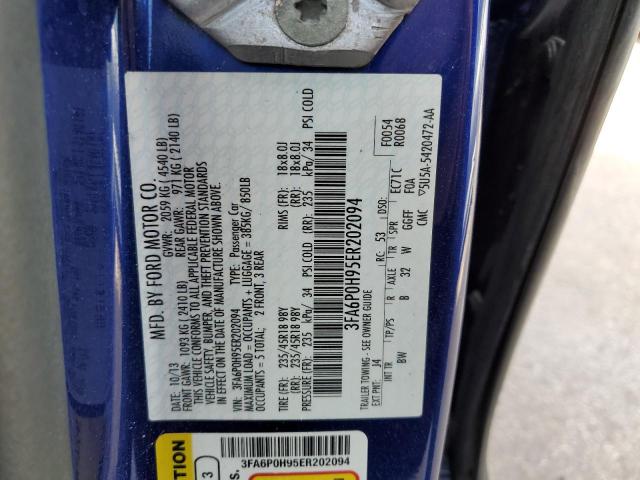 MFD. BY FORD MOTOR CO.
10/13
GVWR: 2059 KG ( 4540 LB)
FRONT GAWR: 1093 KG ( 2410 LB)
REAR GAWR: 971 KG ( 2140 LB)
THIS VEHICLE CONFORMS TO ALL APPLICABLE FEDERAL MOTOR
VEHICLE SAFETY, BUMPER, AND THEFT PREVENTION STANDARDS
IN EFFECT ON THE DATE OF MANUFACTURE SHOWN ABOVE.
VIN: 3FA6P0H95ER202094 TYPE: Passenger Car
MAXIMUM LOAD = OCCUPANTS + LUGGAGE = 385KG/ 850LB
OCCUPANTS = 5 TOTAL: 2 FRONT, 3 REAR
TIRE (FR): 235/45R18 98Y RIMS (FR): 18x8.0J
(RR): 235/45R18 98Y (RR): 18x8.0J
PRESSURE (FR): 235 kPa/ 34 PSI COLD (RR): 235 kPa/ 34 PSI COLD
3FA6P0H95ER202094
F0054
R0068
TRAILER TOWING - SEE OWNER GUIDE
EXT PNT: J4 RC: 53 DSO: EC71C
INT TR TP/PS R AXLE TR SPR FOA
BW B 32 W GGFF
CMC ▽5U5A-5420472-AA
3FA6P0H95ER202094